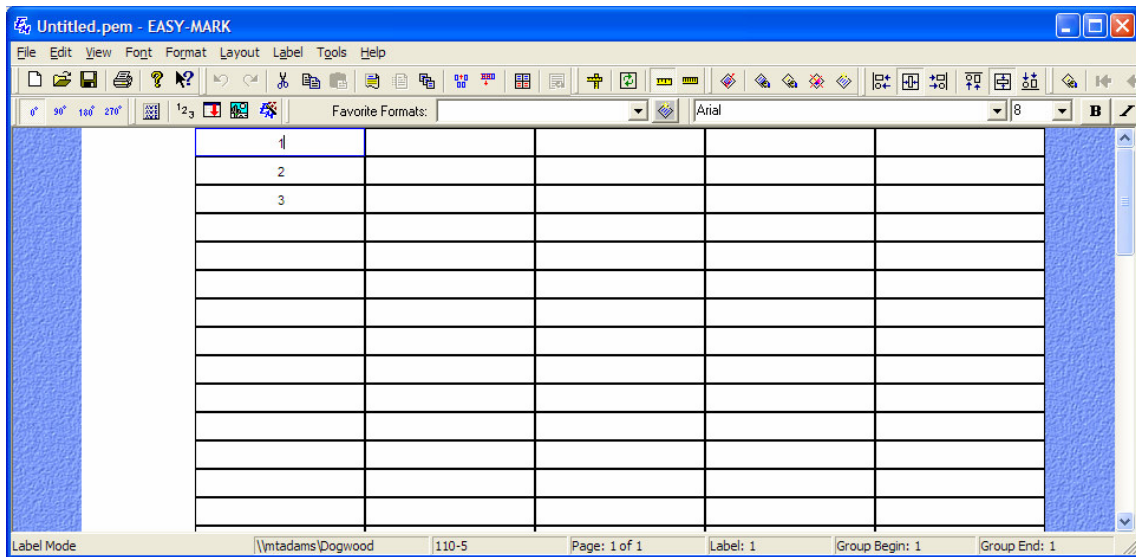 Untitled.pem - EASY-MARK
File Edit View Font Format Layout Label Tools Help
0° 90° 180° 270° 123 Favorite Formats: Arial 8 B I
1
2
3
Label Mode \\mtadams\Dogwood 110-5 Page: 1 of 1 Label: 1 Group Begin: 1 Group End: 1